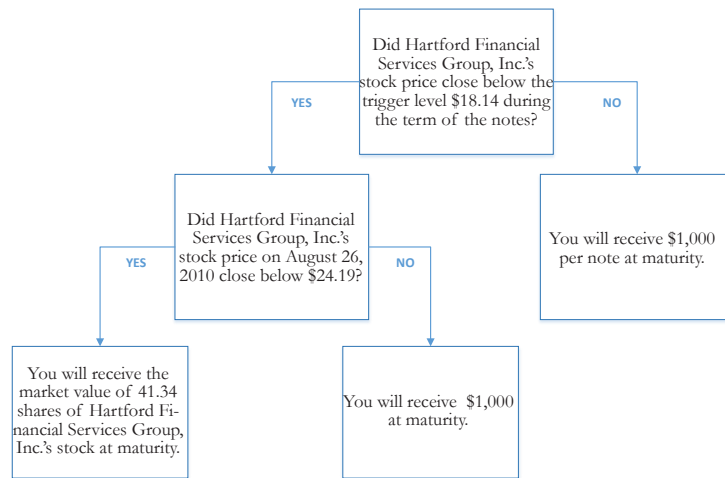 Did Hartford Financial
Services Group, Inc.'s
stock price close below the
trigger level $18.14 during
the term of the notes?
YES
NO
Did Hartford Financial
Services Group, Inc.'s
stock price on August 26,
2010 close below $24.19?
You will receive $1,000
per note at maturity.
YES
NO
You will receive the
market value of 41.34
shares of Hartford Fi-
nancial Services Group,
Inc.'s stock at maturity.
You will receive $1,000
at maturity.